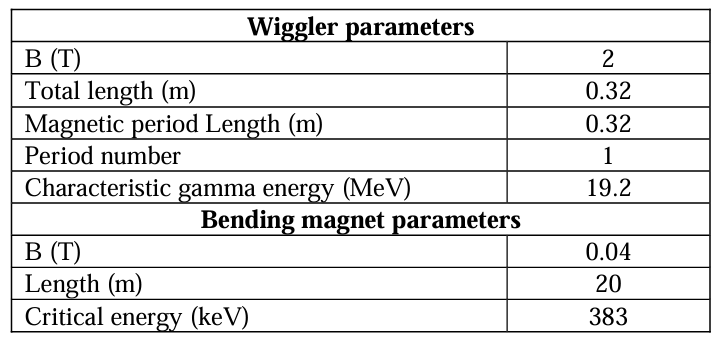 Wiggler parameters
B (T) 2
Total length (m) 0.32
Magnetic period Length (m) 0.32
Period number 1
Characteristic gamma energy (MeV) 19.2
Bending magnet parameters
B (T) 0.04
Length (m) 20
Critical energy (keV) 383